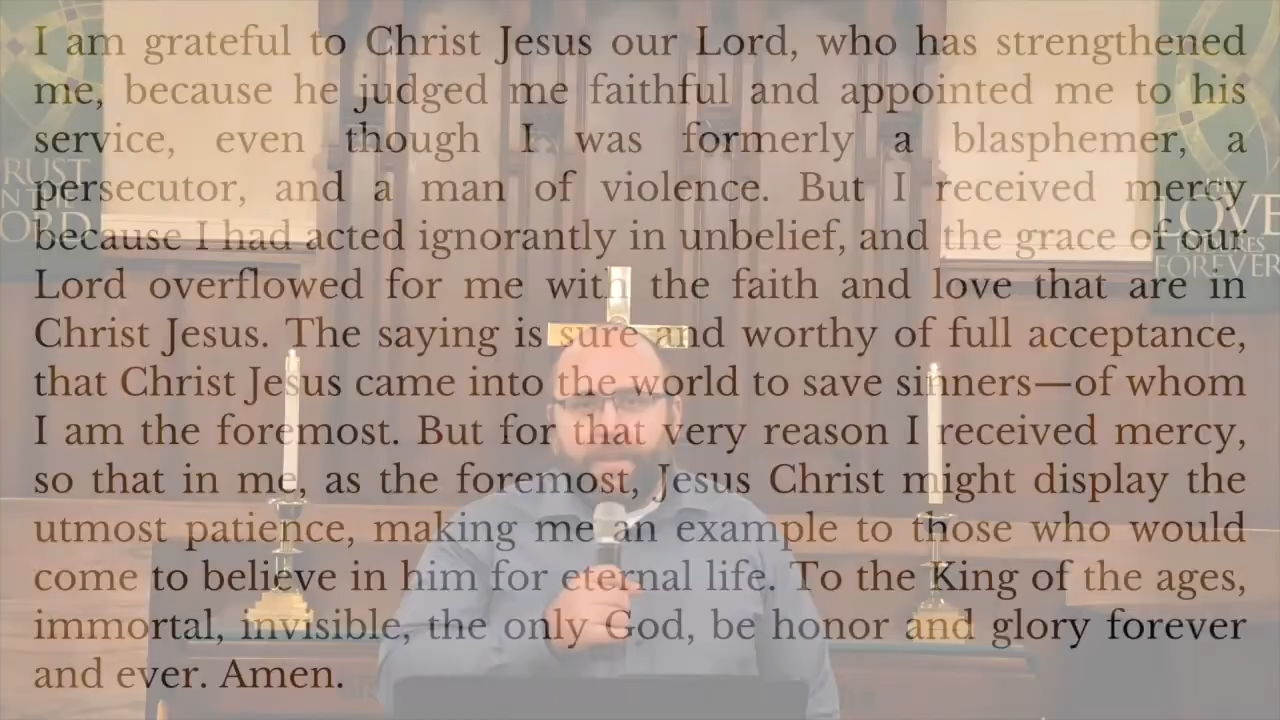 I am grateful to Christ Jesus our Lord, who has strengthened
me, because he judged me faithful and appointed me to his
service, even though I was formerly a blasphemer, a
persecutor, and a man of violence. But I received mercy
because I had acted ignorantly in unbelief, and the grace of our
Lord overflowed for me with the faith and love that are in
Christ Jesus. The saying is sure and worthy of full acceptance,
that Christ Jesus came into the world to save sinners—of whom
I am the foremost. But for that very reason I received mercy,
so that in me, as the foremost, Jesus Christ might display the
utmost patience, making me an example to those who would
come to believe in him for eternal life. To the King of the ages,
immortal, invisible, the only God, be honor and glory forever
and ever. Amen.
RUST
IN THE
ORD
LOVE
FOREVER